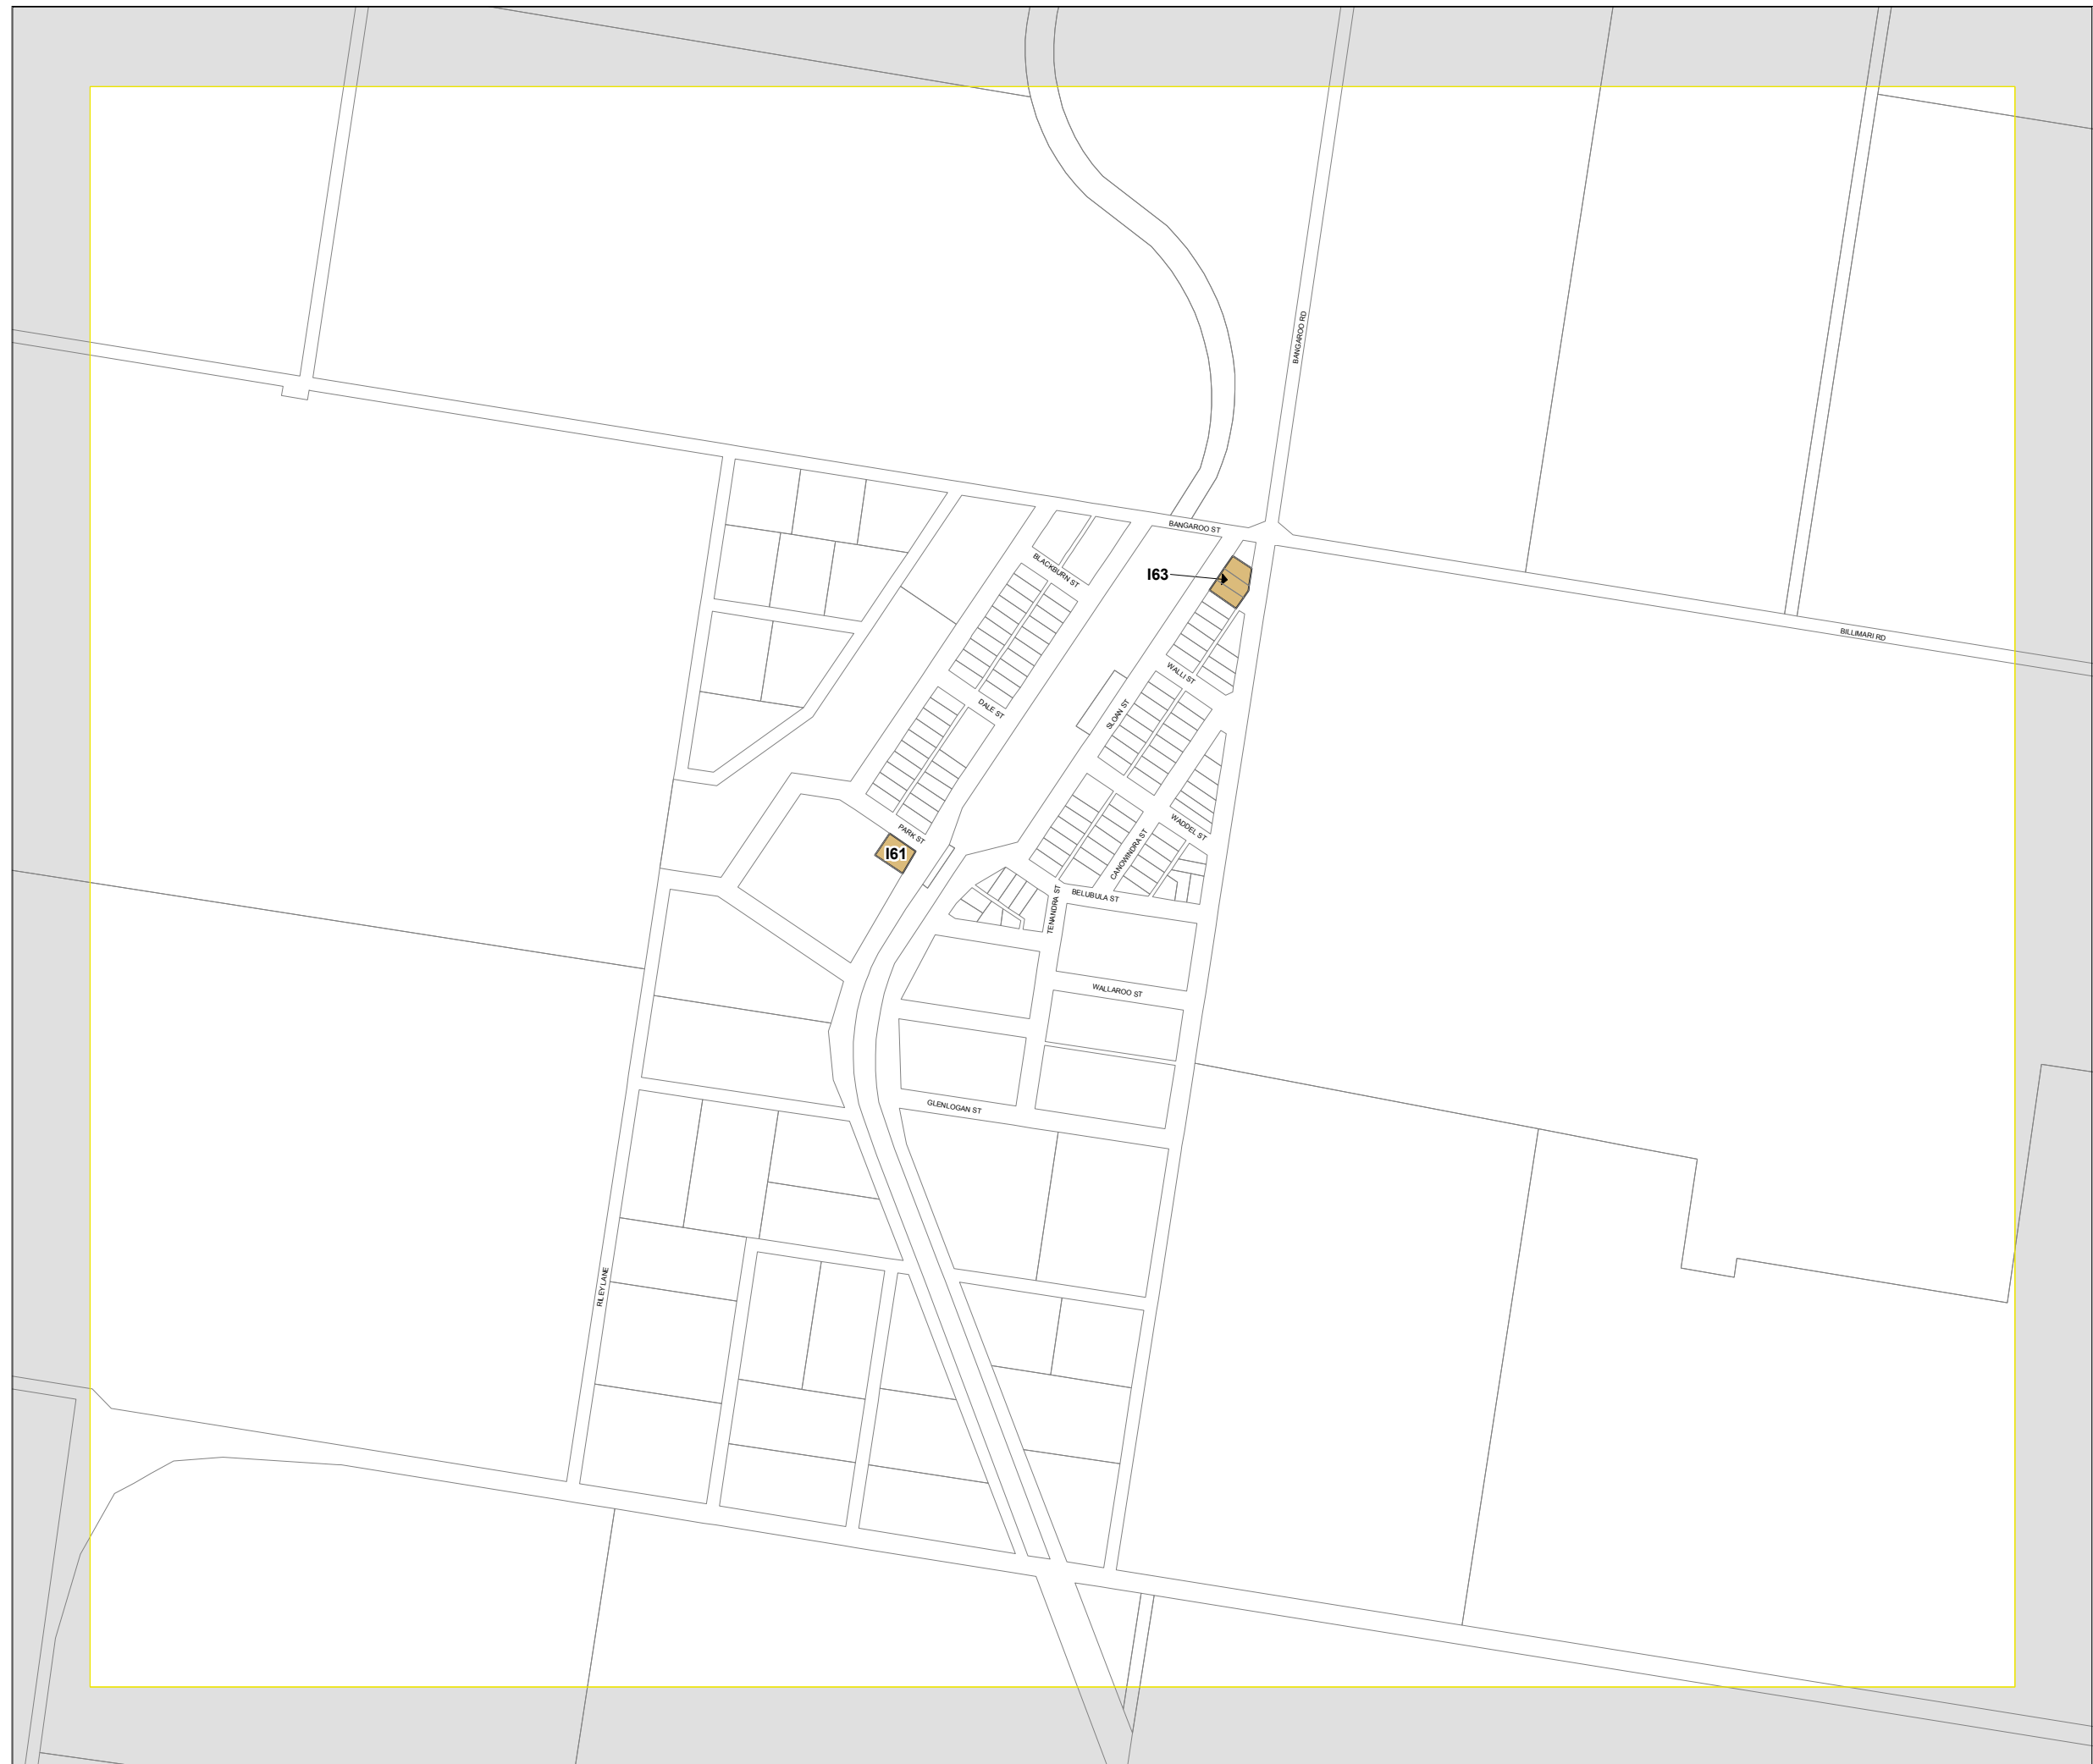 BANGAROO RD
BANGAROO ST
BLACKBURN ST
I63
BILLIMARI RD
WALLI ST
DALE ST
SLOAN ST
PARK ST
WADDEL ST
I61
CANOWINDRA ST
BELUBULA ST
TENANDRA ST
WALLAROO ST
GLENLOGAN ST
RILEY LANE